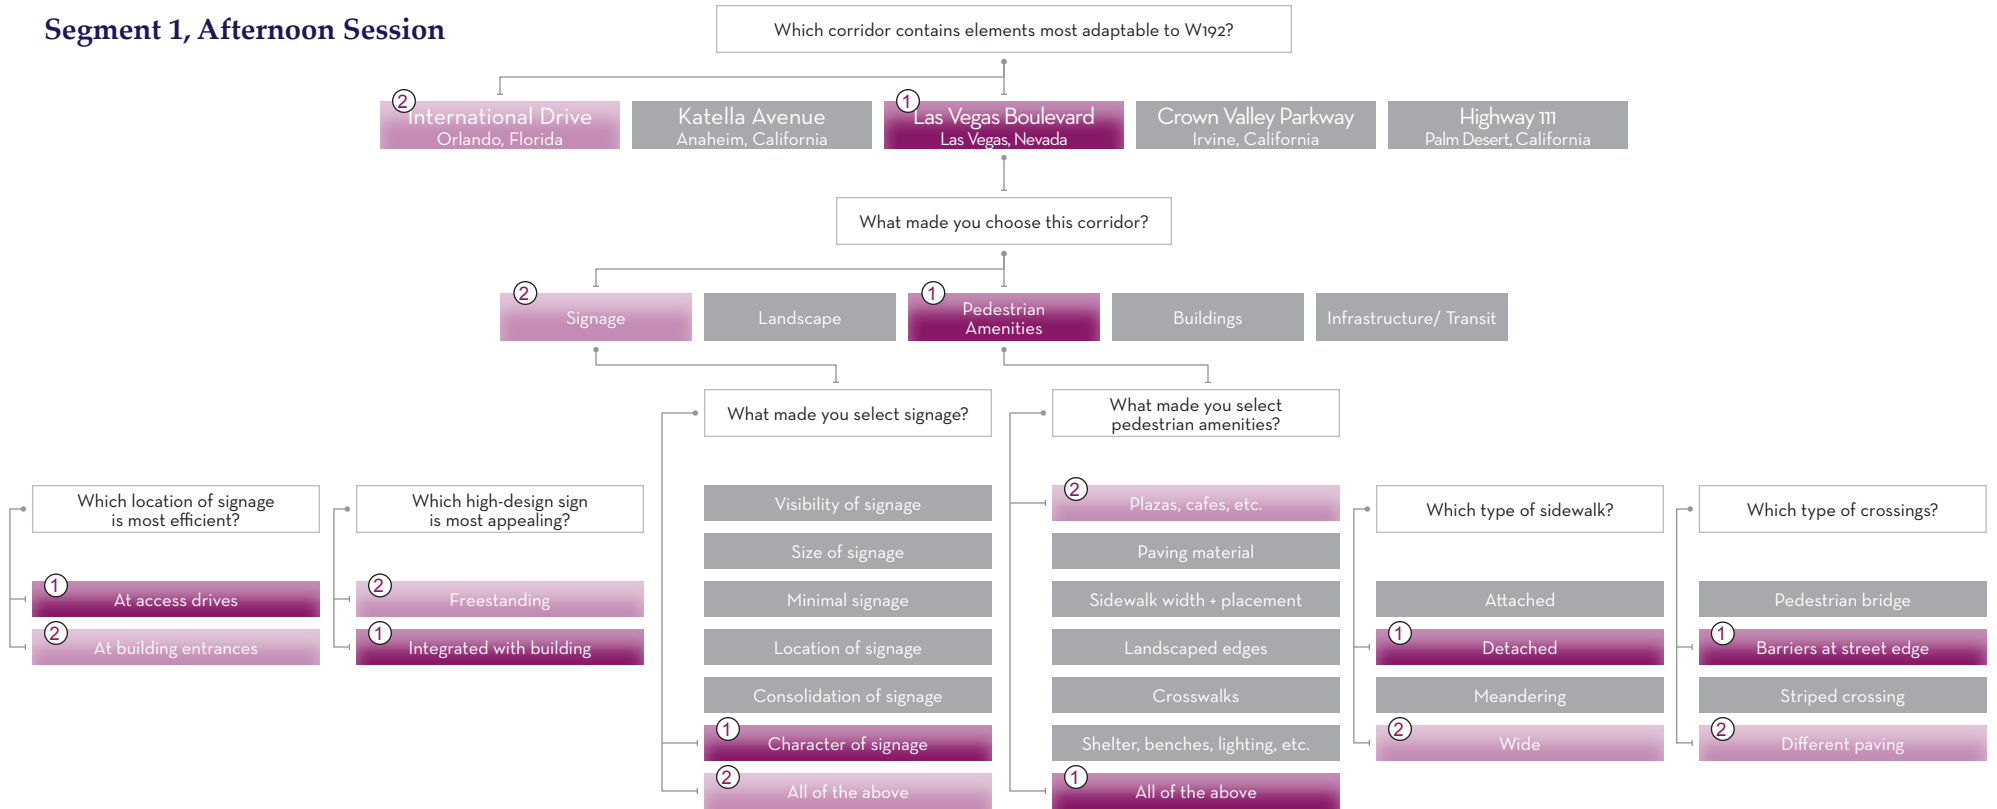 Segment 1, Afternoon Session
Which corridor contains elements most adaptable to W192?
2
International Drive
Orlando, Florida
Katella Avenue
Anaheim, California
1
Las Vegas Boulevard
Las Vegas, Nevada
Crown Valley Parkway
Irvine, California
Highway 111
Palm Desert, California
What made you choose this corridor?
2
Signage
Landscape
1
Pedestrian
Amenities
Buildings
Infrastructure/ Transit
What made you select signage?
What made you select
pedestrian amenities?
Which location of signage
is most efficient?
1
At access drives
2
At building entrances
Which high-design sign
is most appealing?
2
Freestanding
1
Integrated with building
Visibility of signage
Size of signage
Minimal signage
Location of signage
Consolidation of signage
1
Character of signage
2
All of the above
2
Plazas, cafes, etc.
Paving material
Sidewalk width + placement
Landscaped edges
Crosswalks
Shelter, benches, lighting, etc.
1
All of the above
Which type of sidewalk?
Attached
1
Detached
Meandering
2
Wide
Which type of crossings?
Pedestrian bridge
1
Barriers at street edge
Striped crossing
2
Different paving